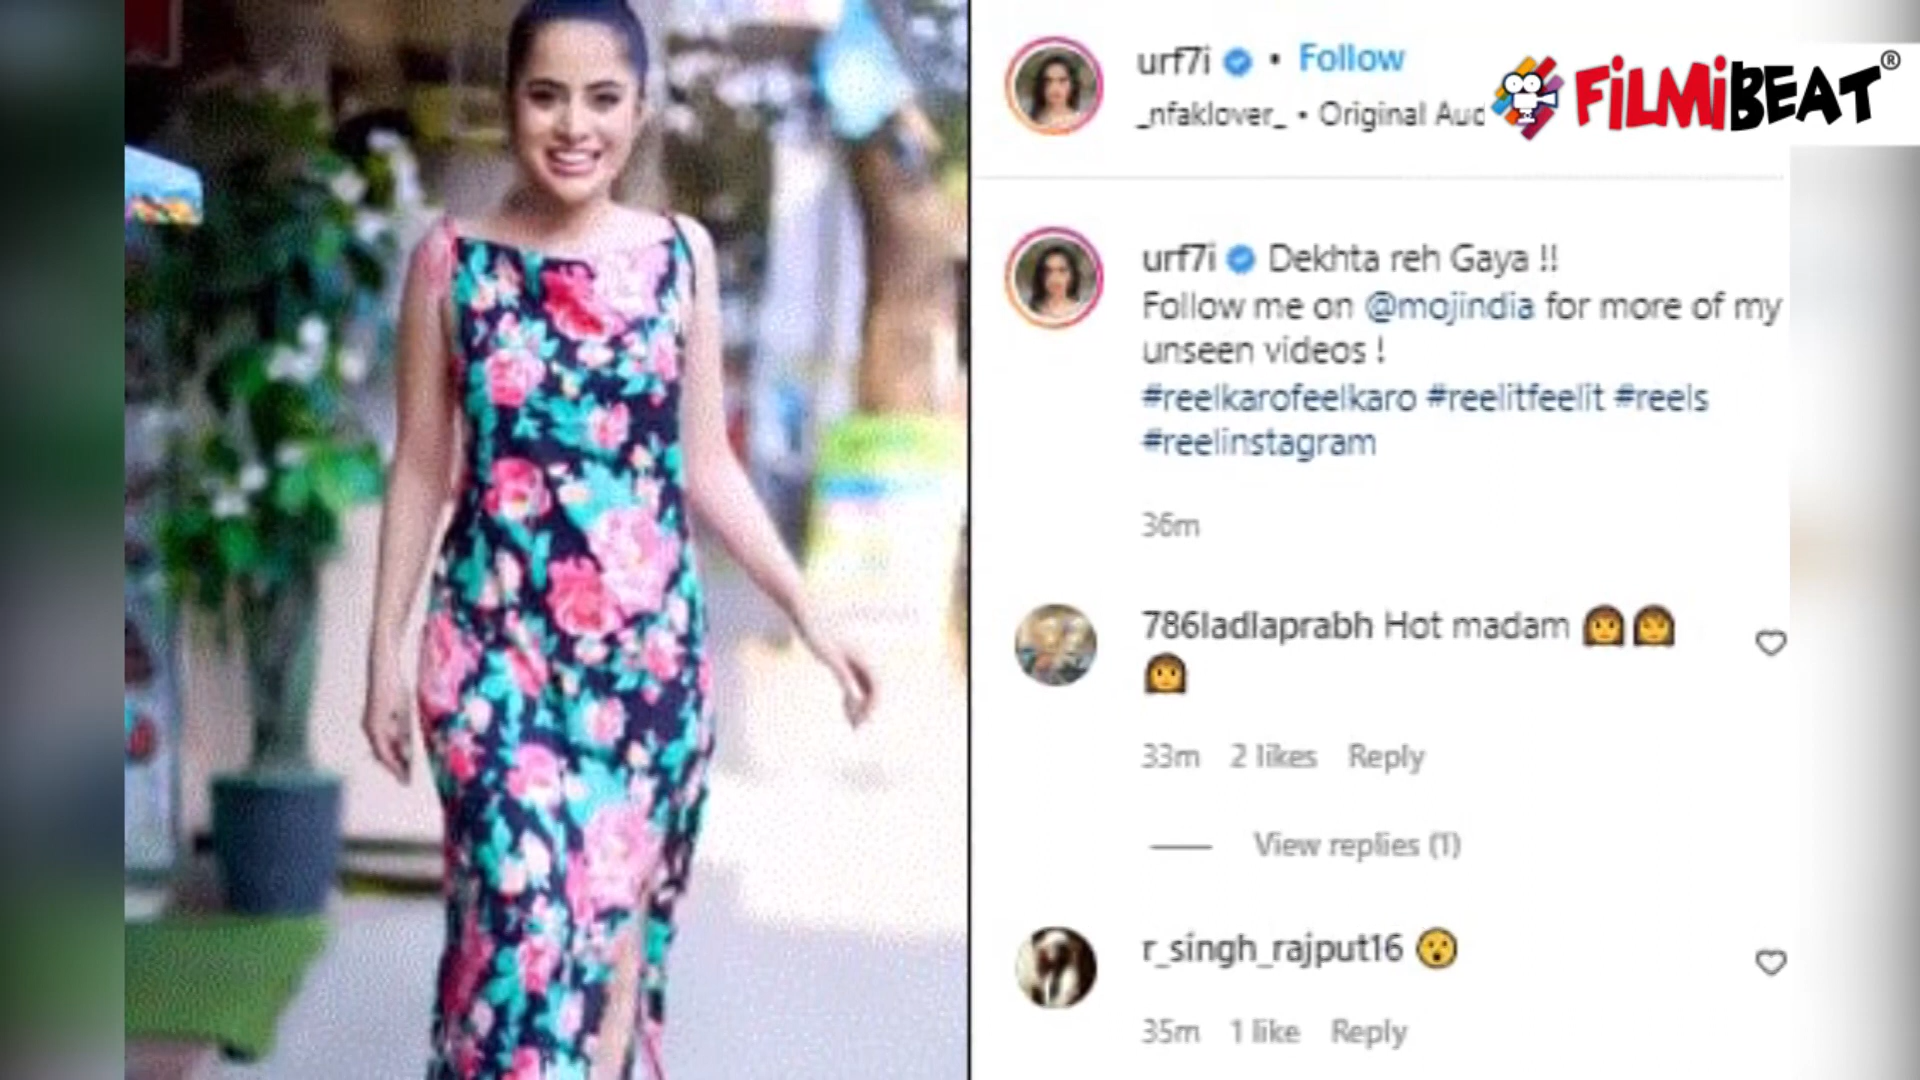 urf7i • Follow
_nfaklover_ • Original Aud
FiLMiBEAT®
urf7i Dekhta reh Gaya !!
Follow me on @mojindia for more of my
unseen videos !
#reelkarofeelkaro #reelitfeelit #reels
#reelinstagram
36m
786ladlaprabh Hot madam
33m 2 likes Reply
View replies (1)
r_singh_rajput16
35m 1 like Reply